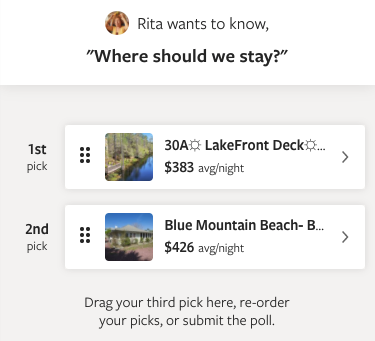 Rita wants to know,
"Where should we stay?"
1st
pick
30A☼ LakeFront Deck☼...
$383 avg/night
2nd
pick
Blue Mountain Beach- B...
$426 avg/night
Drag your third pick here, re-order
your picks, or submit the poll.